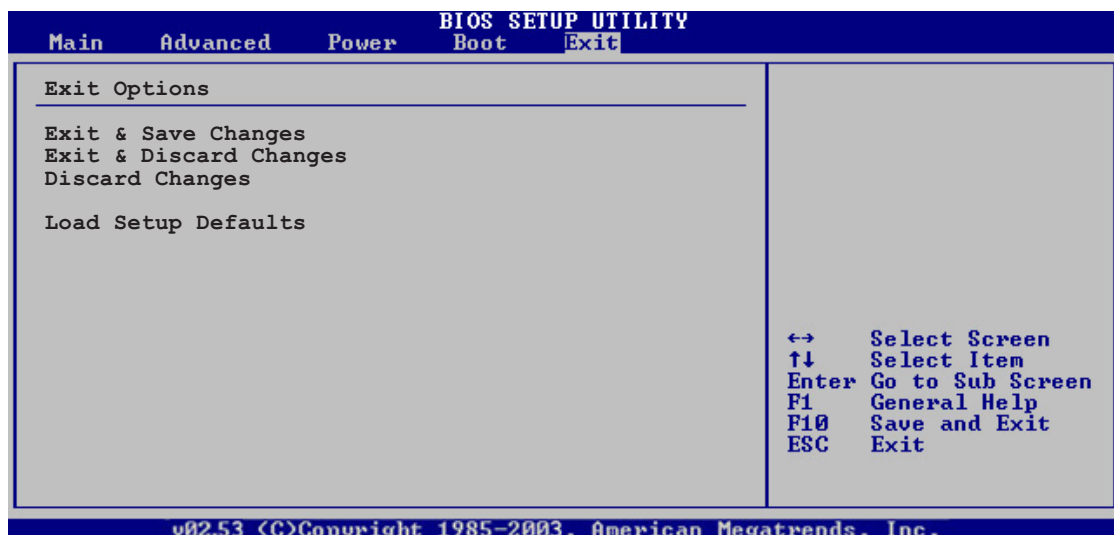 BIOS SETUP UTILITY
Main Advanced Power Boot Exit
Exit Options
Exit & Save Changes
Exit & Discard Changes
Discard Changes
Load Setup Defaults
←→ Select Screen
↑↓ Select Item
Enter Go to Sub Screen
F1 General Help
F10 Save and Exit
ESC Exit
v02.53 (C)Copyright 1985-2003, American Megatrends, Inc.